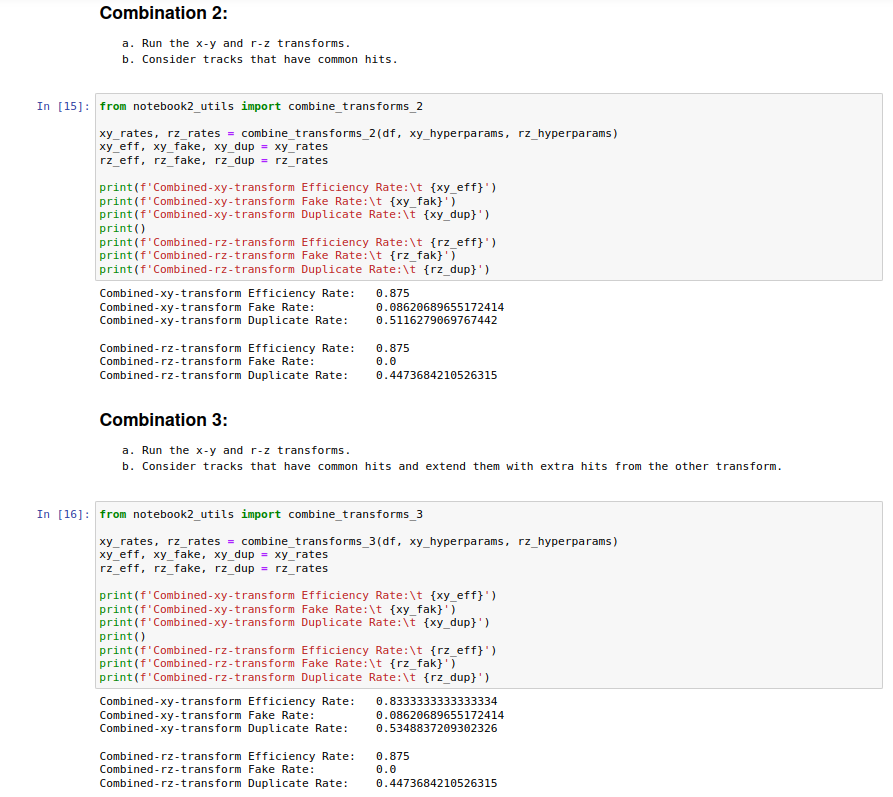 Combination 2:
a. Run the x-y and r-z transforms.
b. Consider tracks that have common hits.
In [15]: from notebook2_utils import combine_transforms_2
xy_rates, rz_rates = combine_transforms_2(df, xy_hyperparams, rz_hyperparams)
xy_eff, xy_fake, xy_dup = xy_rates
rz_eff, rz_fake, rz_dup = rz_rates
print(f'Combined-xy-transform Efficiency Rate:\t {xy_eff}')
print(f'Combined-xy-transform Fake Rate:\t {xy_fak}')
print(f'Combined-xy-transform Duplicate Rate:\t {xy_dup}')
print()
print(f'Combined-rz-transform Efficiency Rate:\t {rz_eff}')
print(f'Combined-rz-transform Fake Rate:\t {rz_fak}')
print(f'Combined-rz-transform Duplicate Rate:\t {rz_dup}')
Combined-xy-transform Efficiency Rate: 0.875
Combined-xy-transform Fake Rate: 0.08620689655172414
Combined-xy-transform Duplicate Rate: 0.5116279069767442
Combined-rz-transform Efficiency Rate: 0.875
Combined-rz-transform Fake Rate: 0.0
Combined-rz-transform Duplicate Rate: 0.4473684210526315
Combination 3:
a. Run the x-y and r-z transforms.
b. Consider tracks that have common hits and extend them with extra hits from the other transform.
In [16]: from notebook2_utils import combine_transforms_3
xy_rates, rz_rates = combine_transforms_3(df, xy_hyperparams, rz_hyperparams)
xy_eff, xy_fake, xy_dup = xy_rates
rz_eff, rz_fake, rz_dup = rz_rates
print(f'Combined-xy-transform Efficiency Rate:\t {xy_eff}')
print(f'Combined-xy-transform Fake Rate:\t {xy_fak}')
print(f'Combined-xy-transform Duplicate Rate:\t {xy_dup}')
print()
print(f'Combined-rz-transform Efficiency Rate:\t {rz_eff}')
print(f'Combined-rz-transform Fake Rate:\t {rz_fak}')
print(f'Combined-rz-transform Duplicate Rate:\t {rz_dup}')
Combined-xy-transform Efficiency Rate: 0.8333333333333334
Combined-xy-transform Fake Rate: 0.08620689655172414
Combined-xy-transform Duplicate Rate: 0.5348837209302326
Combined-rz-transform Efficiency Rate: 0.875
Combined-rz-transform Fake Rate: 0.0
Combined-rz-transform Duplicate Rate: 0.4473684210526315